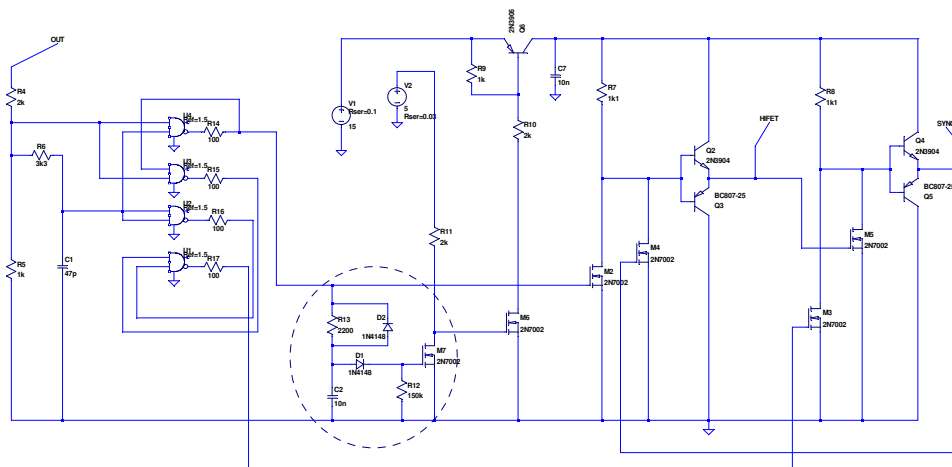 OUT
R4
2k
R6
3k3
R5
1k
C1
47p
U4
Ref=1.5
R14
100
U3
Ref=1.5
R15
100
U2
Ref=1.5
R16
100
U1
Ref=1.5
R17
100
V1
Rser=0.1
15
V2
5
Rser=0.03
R9
1k
2N3906
Q6
C7
10n
R10
2k
R11
2k
R13
2200
D2
1N4148
D1
1N4148
C2
10n
R12
150k
M7
2N7002
M6
2N7002
R7
1k1
M2
2N7002
M4
2N7002
Q2
2N3904
BC807-25
Q3
HIFET
R8
1k1
M5
2N7002
M3
2N7002
Q4
2N3904
BC807-25
Q5